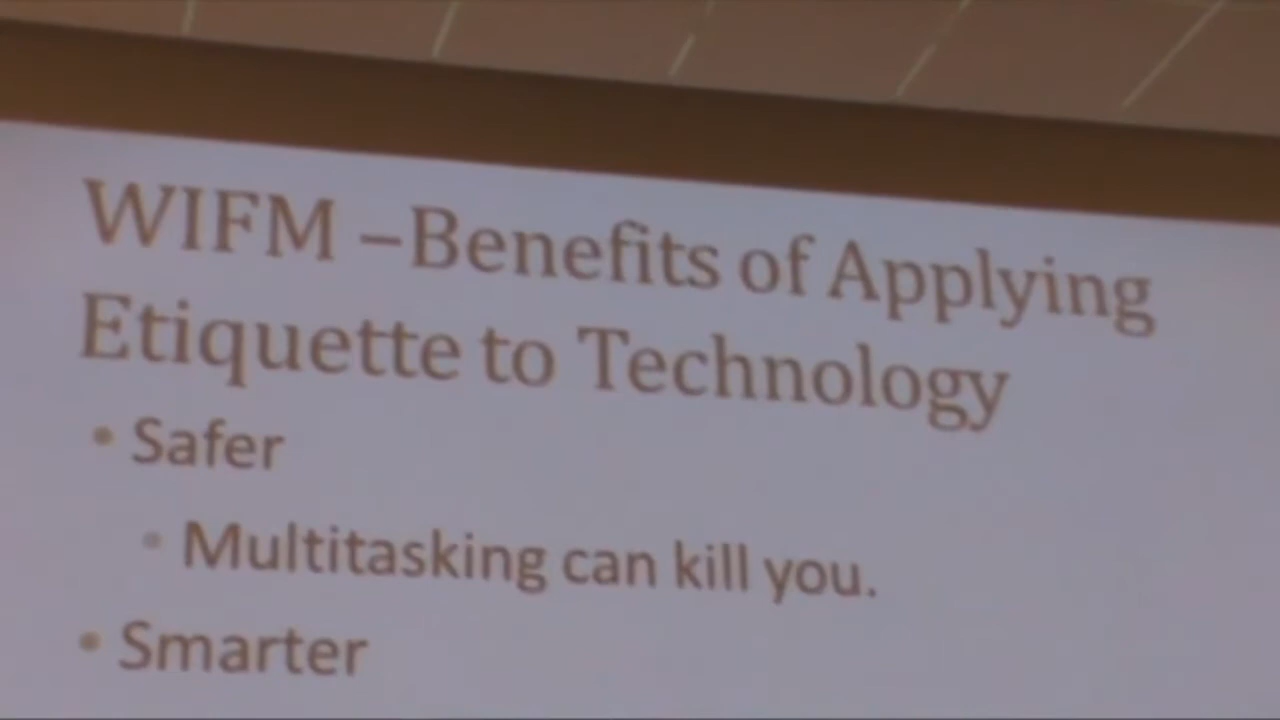 WIFM –Benefits of Applying
Etiquette to Technology
• Safer
• Multitasking can kill you.
• Smarter